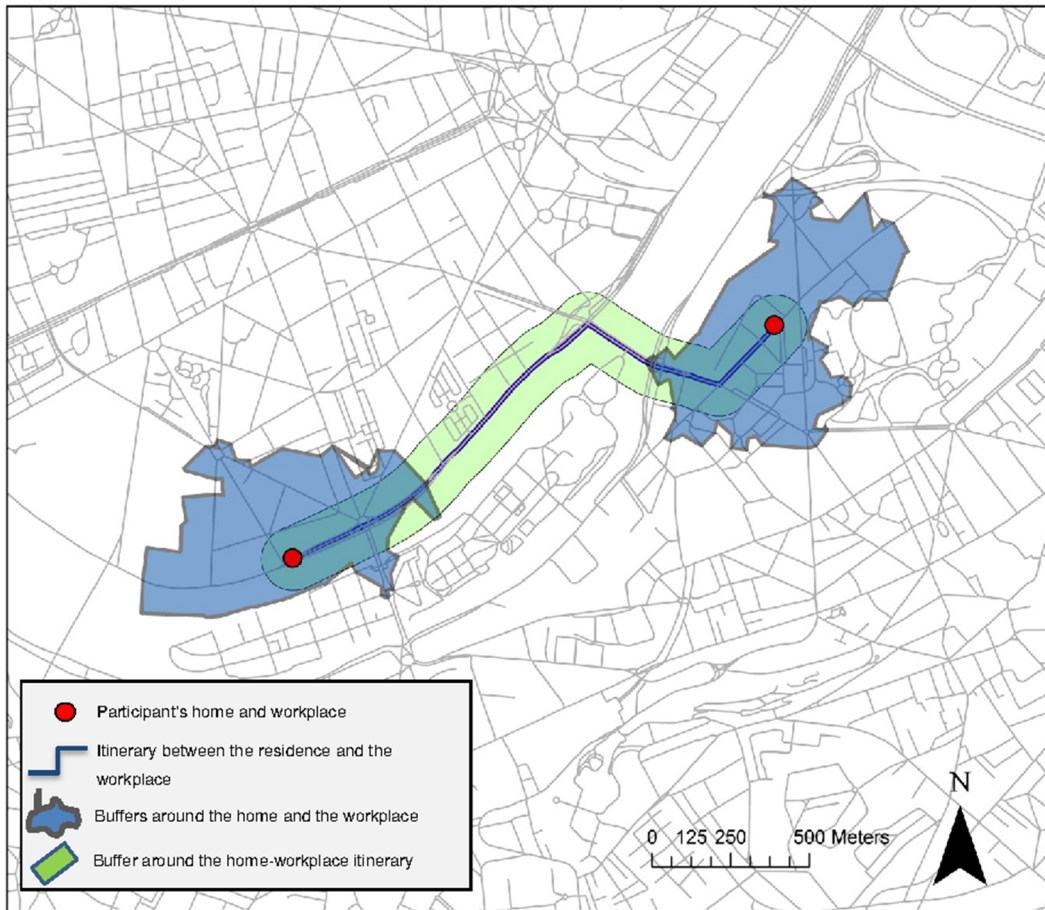 Participant's home and workplace
Itinerary between the residence and the
workplace
Buffers around the home and the workplace
Buffer around the home-workplace itinerary
N
0 125 250 500 Meters